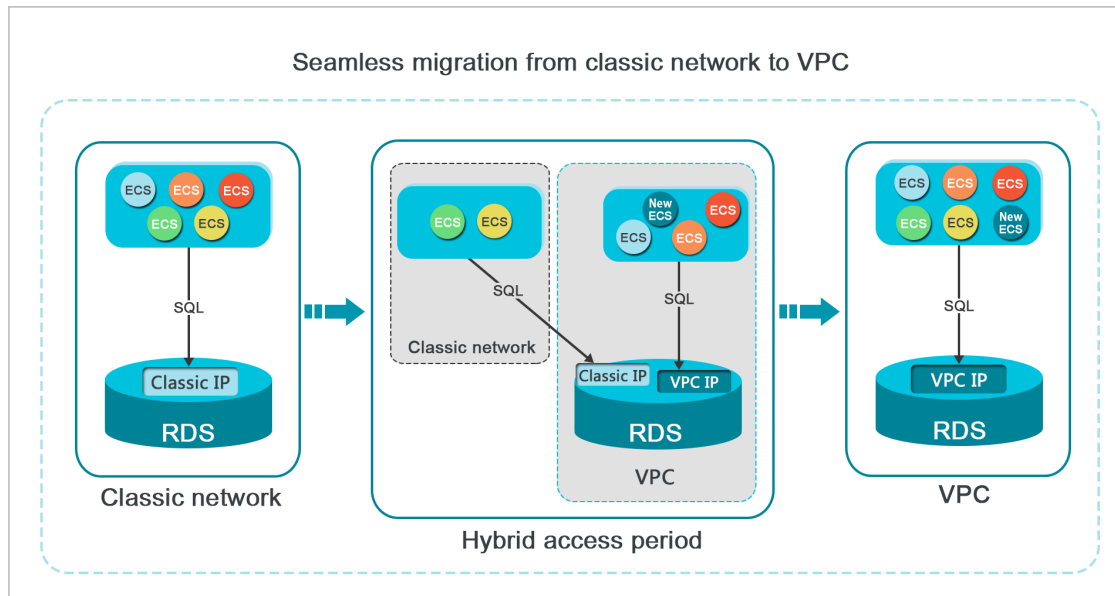 Seamless migration from classic network to VPC
ECS
ECS
ECS
ECS
ECS
SQL
Classic IP
RDS
Classic network
ECS
ECS
SQL
Classic network
New
ECS
ECS
ECS
ECS
SQL
Classic IP
VPC IP
RDS
VPC
Hybrid access period
ECS
ECS
ECS
ECS
ECS
New
ECS
SQL
VPC IP
RDS
VPC